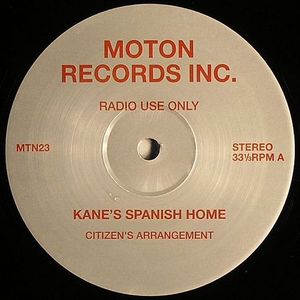 MOTON
RECORDS INC.
RADIO USE ONLY
MTN23
STEREO
33⅓RPM A
KANE'S SPANISH HOME
CITIZEN'S ARRANGEMENT